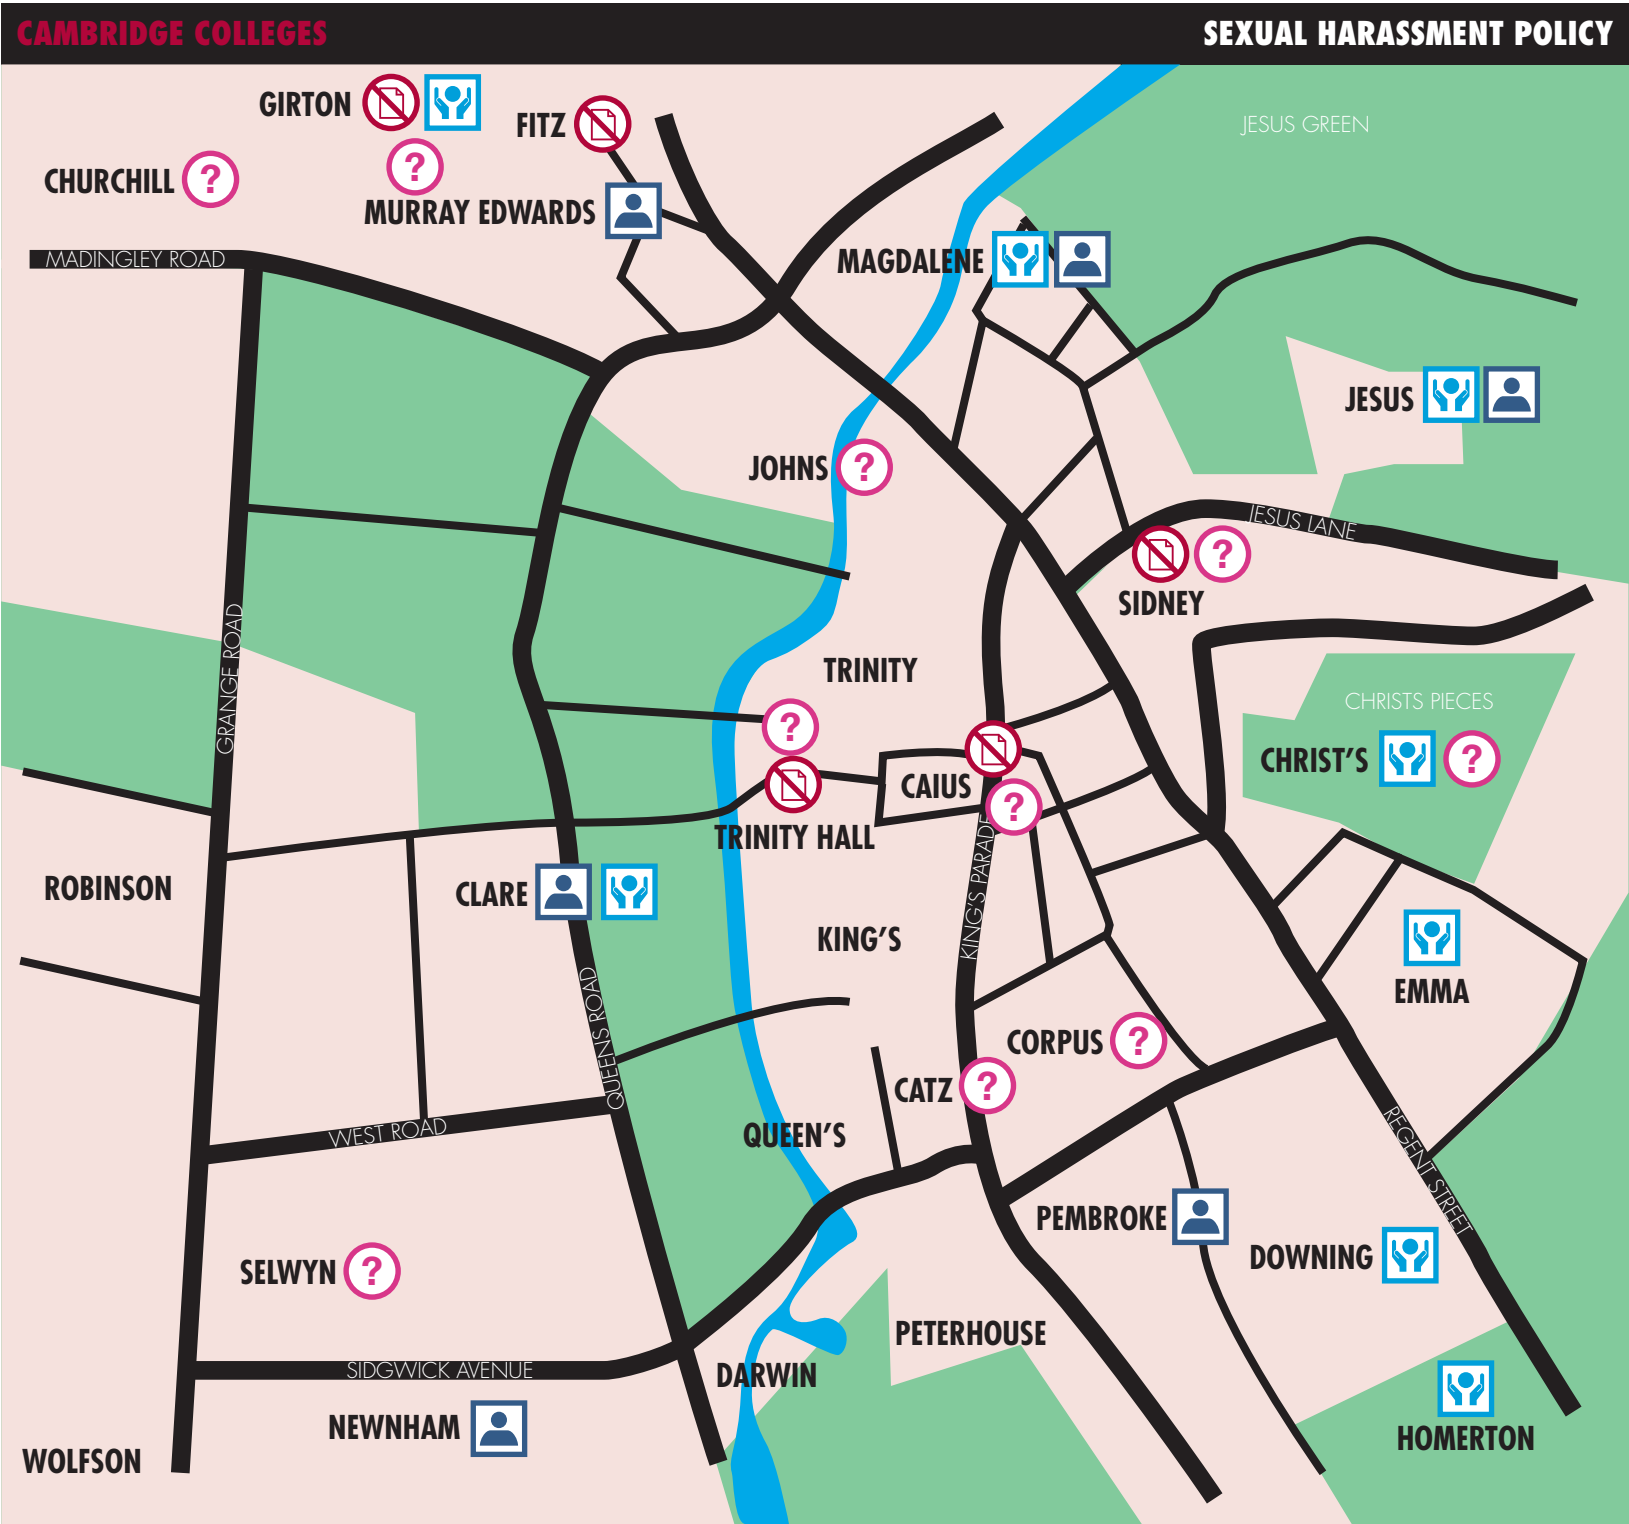 CAMBRIDGE COLLEGES
SEXUAL HARASSMENT POLICY
GIRTON
FITZ
JESUS GREEN
CHURCHILL
?
?
MURRAY EDWARDS
MADINGLEY ROAD
MAGDALENE
JESUS
JOHNS
?
JESUS LANE
?
SIDNEY
GRANGE ROAD
TRINITY
CHRISTS PIECES
?
CHRIST'S
?
CAIUS
?
TRINITY HALL
KING'S PARADE
ROBINSON
CLARE
KING'S
EMMA
QUEENS ROAD
CORPUS
?
CATZ
?
WEST ROAD
QUEEN'S
REGENT STREET
PEMBROKE
DOWNING
SELWYN
?
PETERHOUSE
SIDGWICK AVENUE
DARWIN
NEWNHAM
HOMERTON
WOLFSON